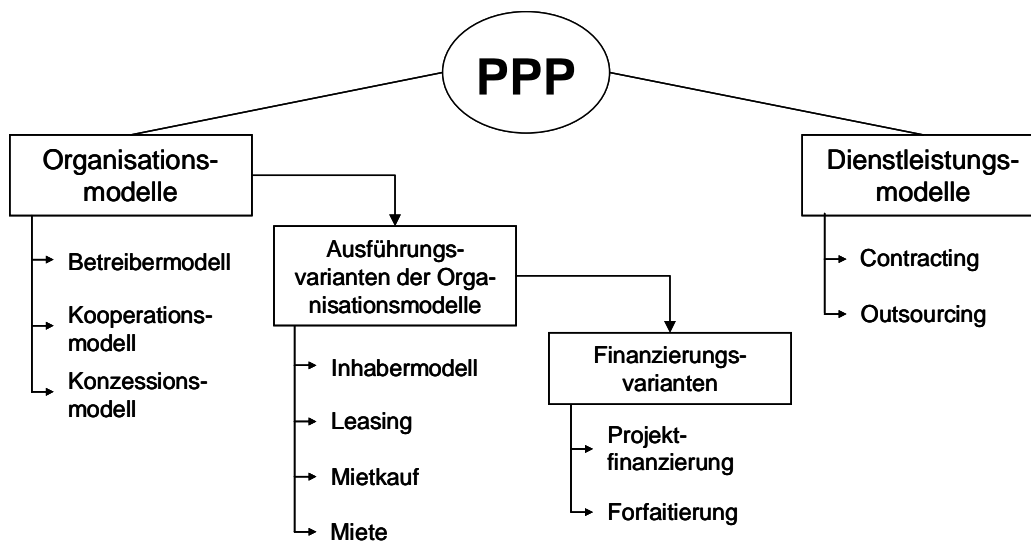 PPP
Organisations-
modelle
Betreibermodell
Kooperations-
modell
Konzessions-
modell
Ausführungs-
varianten der Orga-
nisationsmodelle
Inhabermodell
Leasing
Mietkauf
Miete
Finanzierungs-
varianten
Projekt-
finanzierung
Forfaitierung
Dienstleistungs-
modelle
Contracting
Outsourcing